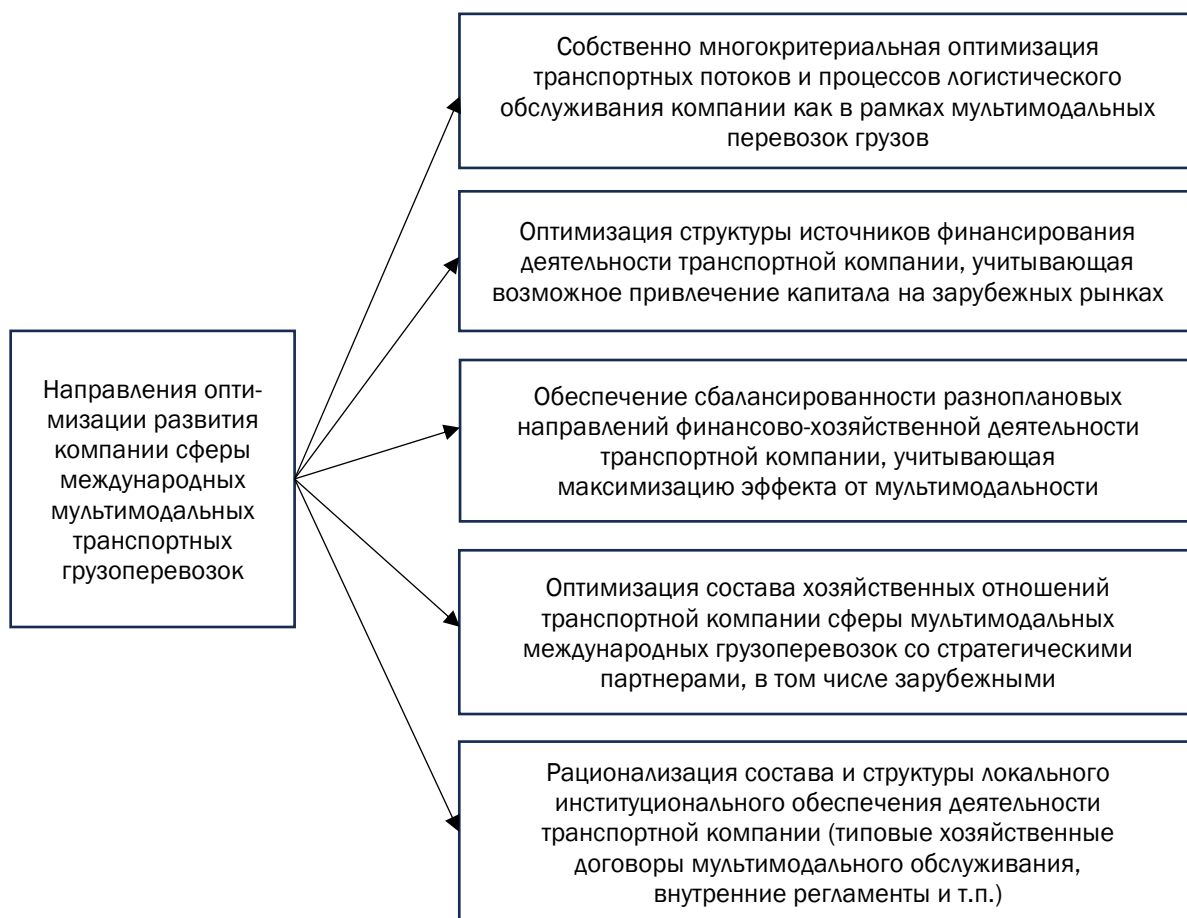 Собственно многокритериальная оптимизация
транспортных потоков и процессов логистического
обслуживания компании как в рамках мультимодальных
перевозок грузов
Оптимизация структуры источников финансирования
деятельности транспортной компании, учитывающая
возможное привлечение капитала на зарубежных рынках
Направления опти-
мизации развития
компании сферы
международных
мультимодальных
транспортных
грузоперевозок
Обеспечение сбалансированности разноплановых
направлений финансово-хозяйственной деятельности
транспортной компании, учитывающая
максимизацию эффекта от мультимодальности
Оптимизация состава хозяйственных отношений
транспортной компании сферы мультимодальных
международных грузоперевозок со стратегическими
партнерами, в том числе зарубежными
Рационализация состава и структуры локального
институционального обеспечения деятельности
транспортной компании (типовые хозяйственные
договоры мультимодального обслуживания,
внутренние регламенты и т.п.)